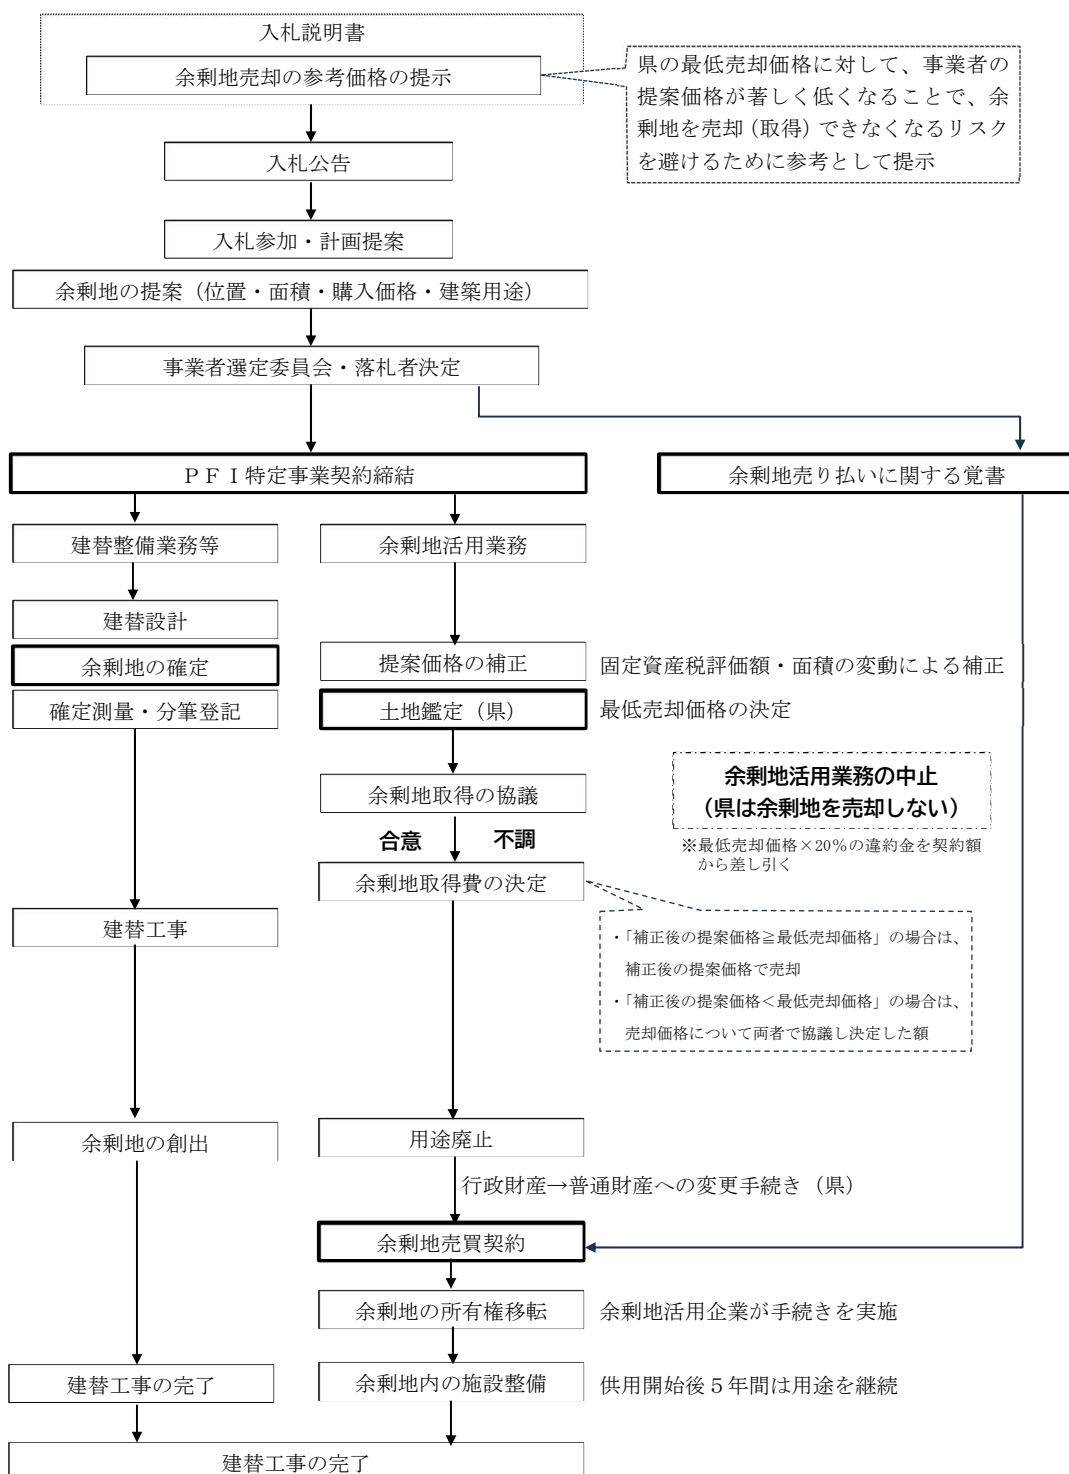 入札説明書
余剰地売却の参考価格の提示
県の最低売却価格に対して、事業者の
提案価格が著しく低くなることで、余
剰地を売却（取得）できなくなるリスク
を避けるために参考として提示
入札公告
入札参加・計画提案
余剰地の提案（位置・面積・購入価格・建築用途）
事業者選定委員会・落札者決定
ＰＦＩ特定事業契約締結
余剰地売り払いに関する覚書
建替整備業務等
余剰地活用業務
建替設計
余剰地の確定
提案価格の補正
固定資産税評価額・面積の変動による補正
確定測量・分筆登記
土地鑑定（県）
最低売却価格の決定
余剰地取得の協議
余剰地活用業務の中止
（県は余剰地を売却しない）
※最低売却価格×20％の違約金を契約額
から差し引く
合意
不調
余剰地取得費の決定
建替工事
・「補正後の提案価格≧最低売却価格」の場合は、
補正後の提案価格で売却
・「補正後の提案価格＜最低売却価格」の場合は、
売却価格について両者で協議し決定した額
余剰地の創出
用途廃止
行政財産→普通財産への変更手続き（県）
余剰地売買契約
余剰地の所有権移転
余剰地活用企業が手続きを実施
建替工事の完了
余剰地内の施設整備
供用開始後５年間は用途を継続
建替工事の完了